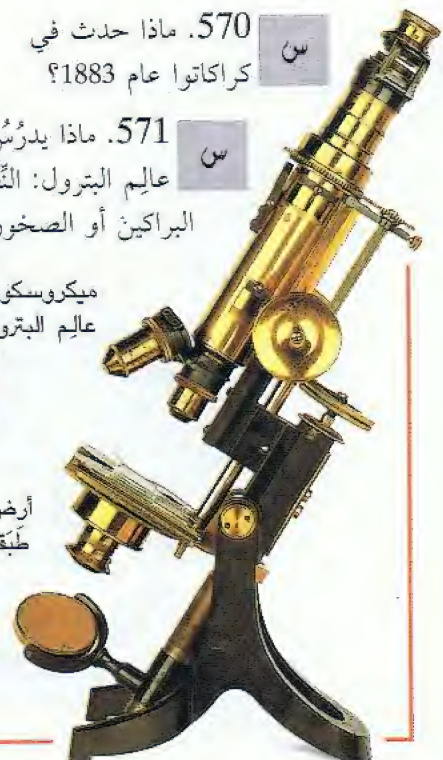 س
570. ماذا حدث في
كراكاتوا عام 1883؟
س
571. ماذا يدرُسُ
عالِم البترول: النِّ
البراكين أو الصخور
ميكروسكو
عالِم البترو
أرض
طَبَقـ